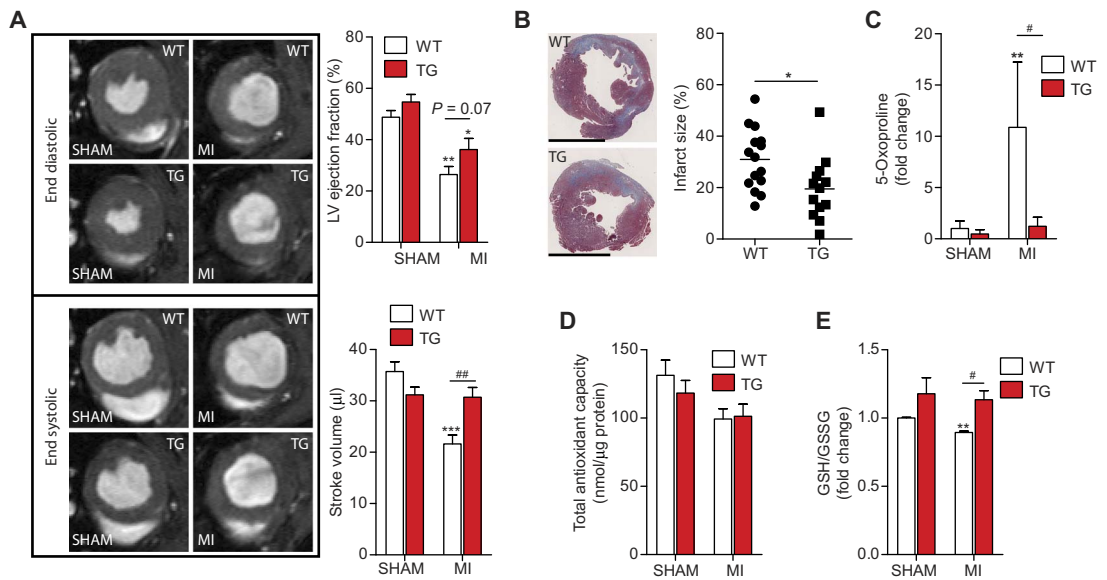 A
End diastolic
WT
SHAM
WT
MI
TG
SHAM
TG
MI
End systolic
WT
SHAM
WT
MI
TG
SHAM
TG
MI
LV ejection fraction (%)
80
60
40
20
0
WT
TG
P = 0.07
**
*
SHAM
MI
Stroke volume (µl)
40
30
20
10
0
WT
TG
***
##
SHAM
MI
B
WT
TG
Infarct size (%)
80
60
40
20
0
*
WT
TG
C
5-Oxoproline
(fold change)
20
15
10
5
0
#
**
WT
TG
SHAM
MI
D
Total antioxidant capacity
(nmol/µg protein)
150
100
50
0
WT
TG
SHAM
MI
E
GSH/GSSG
(fold change)
1.5
1.0
0.5
0.0
WT
TG
#
**
SHAM
MI